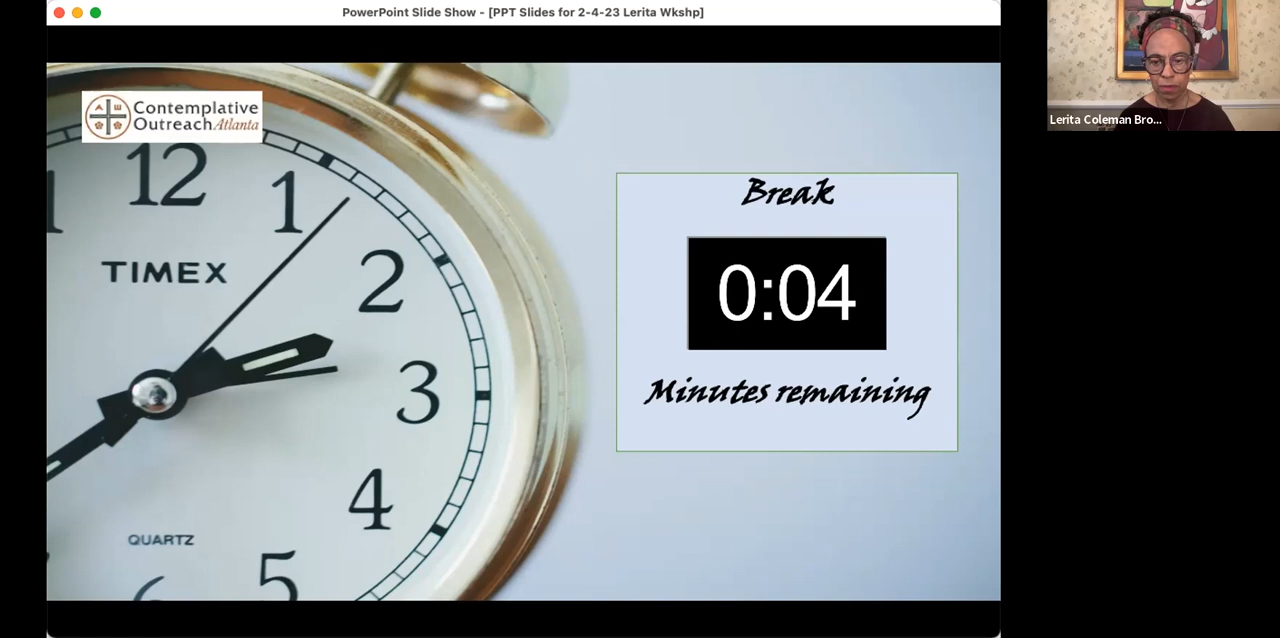 PowerPoint Slide Show - [PPT Slides for 2-4-23 Lerita Wkshp]
Contemplative
Outreach Atlanta
12
1
2
3
4
5
6
TIMEX
QUARTZ
Break
0:04
Minutes remaining
Lerita Coleman Bro...